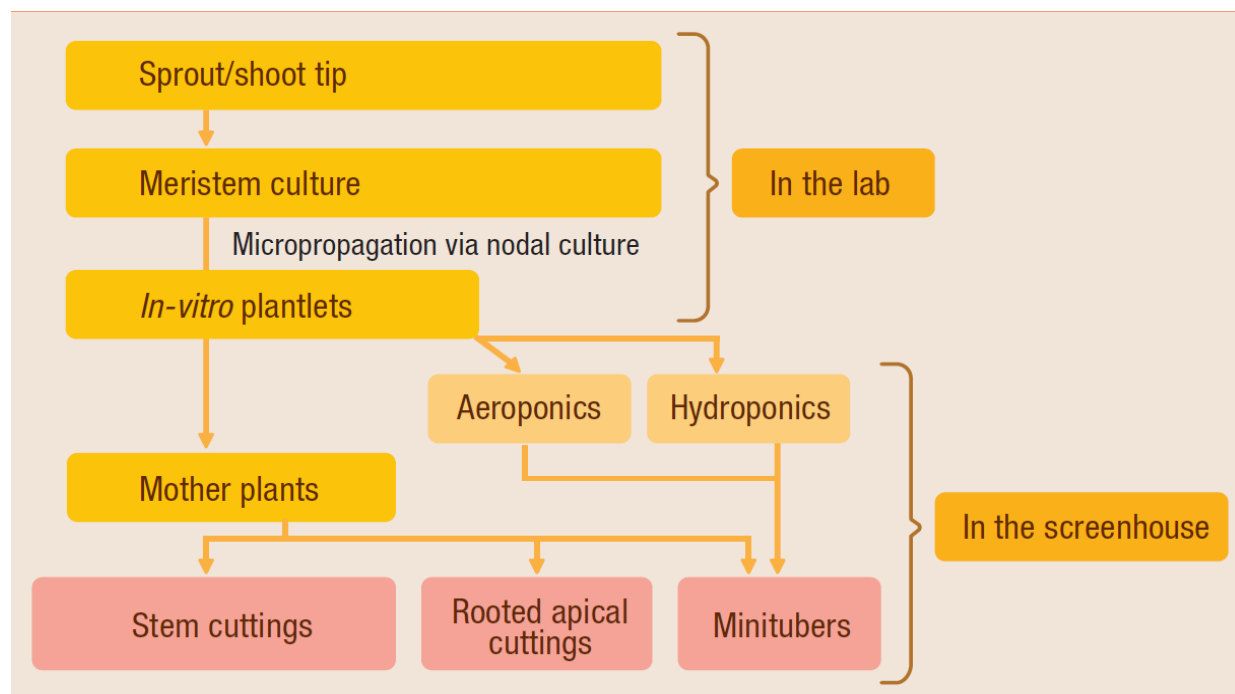 Sprout/shoot tip
Meristem culture
In the lab
Micropropagation via nodal culture
In-vitro plantlets
Aeroponics
Hydroponics
Mother plants
In the screenhouse
Stem cuttings
Rooted apical
cuttings
Minitubers